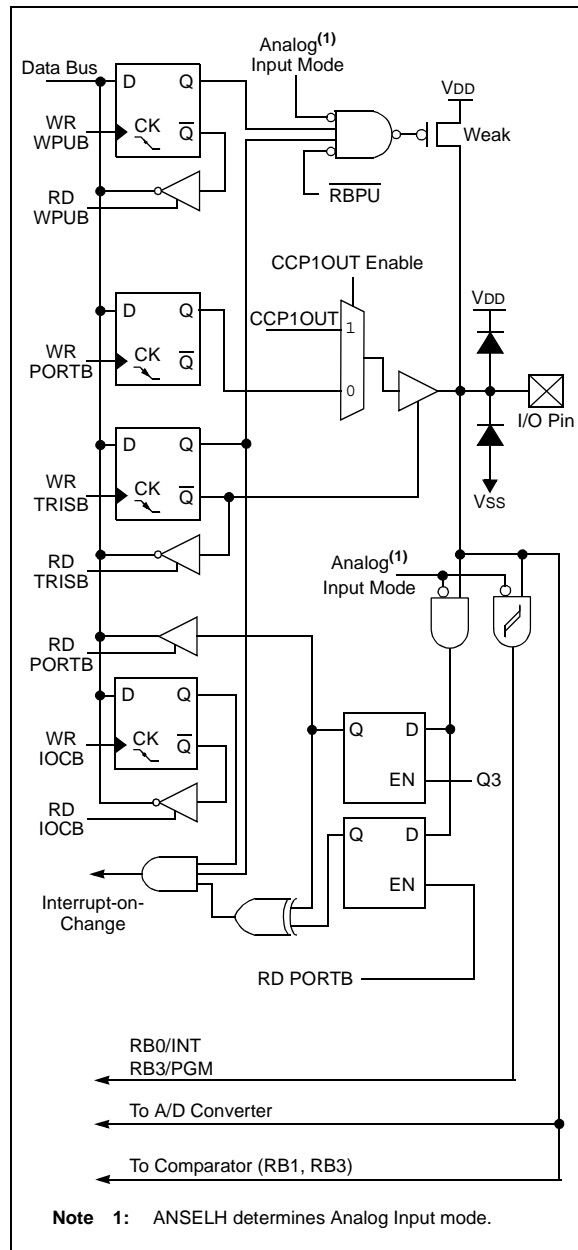 Analog(1)
Input Mode
Data Bus
D Q
VDD
WR
WPUB
CK Q
Weak
RD
WPUB
RBPU
CCP1OUT Enable
D Q
CCP1OUT
1
VDD
WR
PORTB
CK Q
0
I/O Pin
D Q
WR
TRISB
CK Q
VSS
RD
TRISB
Analog(1)
Input Mode
RD
PORTB
D Q
Q D
WR
IOCB
CK Q
EN
Q3
RD
IOCB
Q D
EN
Interrupt-on-
Change
RD PORTB
RB0/INT
RB3/PGM
To A/D Converter
To Comparator (RB1, RB3)
Note 1: ANSELH determines Analog Input mode.